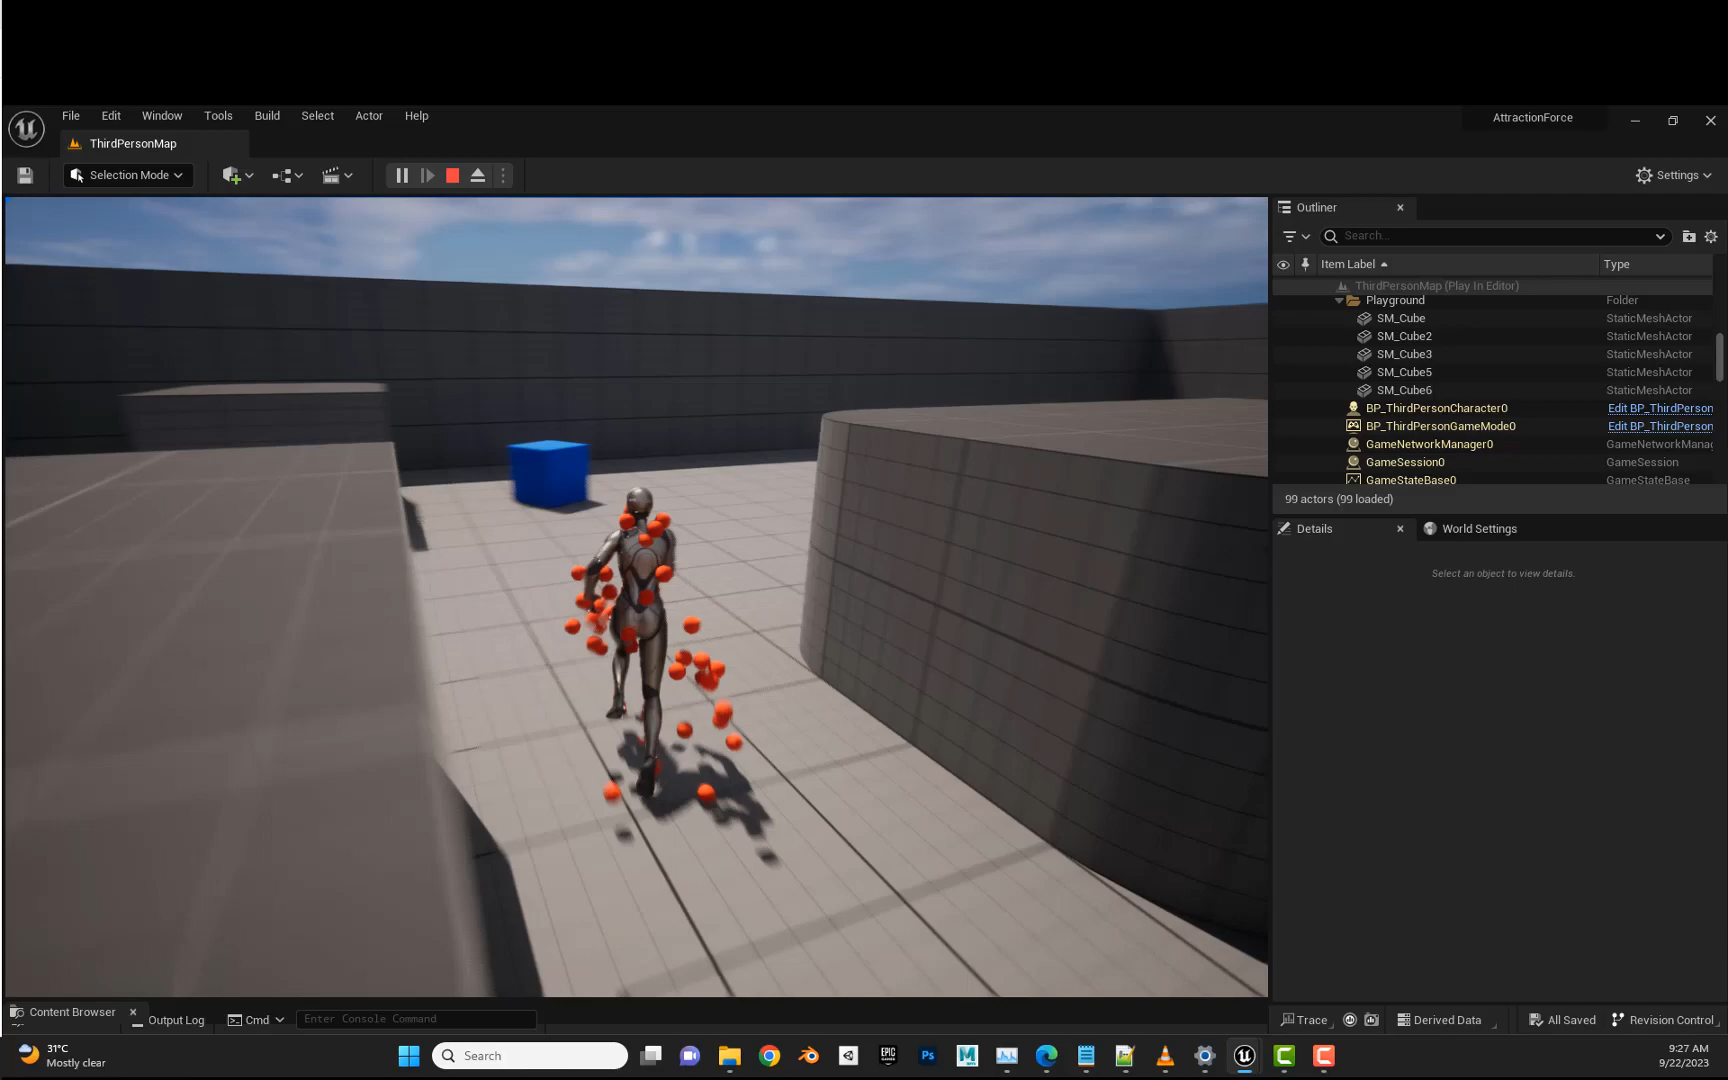 File Edit Window Tools Build Select Actor Help
AttractionForce
ThirdPersonMap
Selection Mode
Settings
Outliner
Search...
Item Label Type
ThirdPersonMap (Play In Editor)
Playground Folder
SM_Cube StaticMeshActor
SM_Cube2 StaticMeshActor
SM_Cube3 StaticMeshActor
SM_Cube5 StaticMeshActor
SM_Cube6 StaticMeshActor
BP_ThirdPersonCharacter0 Edit BP_ThirdPerson
BP_ThirdPersonGameMode0 Edit BP_ThirdPerson
GameNetworkManager0 GameNetworkManag
GameSession0 GameSession
GameStateBase0 GameStateBase
99 actors (99 loaded)
Details World Settings
Select an object to view details.
Content Browser Output Log Cmd Enter Console Command
Trace Derived Data All Saved Revision Control
31°C
Mostly clear
Search
EPIC GAMES
Ps
M
9:27 AM
9/22/2023